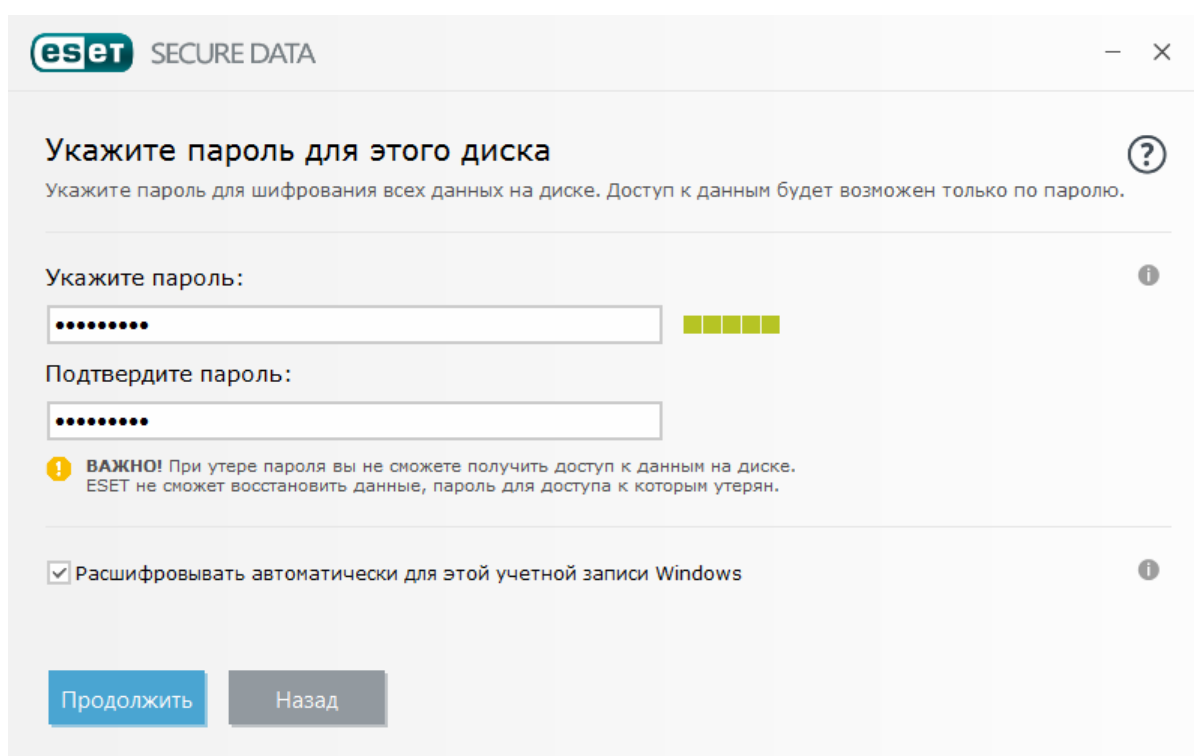 eset SECURE DATA
Укажите пароль для этого диска
Укажите пароль для шифрования всех данных на диске. Доступ к данным будет возможен только по паролю.
Укажите пароль:
•••••••••
Подтвердите пароль:
•••••••••
ВАЖНО! При утере пароля вы не сможете получить доступ к данным на диске.
ESET не сможет восстановить данные, пароль для доступа к которым утерян.
Расшифровывать автоматически для этой учетной записи Windows
Продолжить Назад